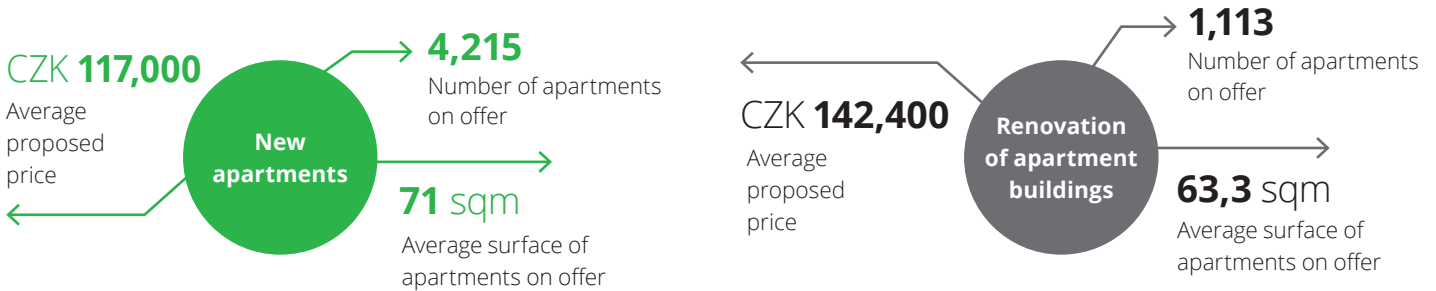 CZK 117,000
Average
proposed
price
New
apartments
4,215
Number of apartments
on offer
71 sqm
Average surface of
apartments on offer
CZK 142,400
Average
proposed
price
Renovation
of apartment
buildings
1,113
Number of apartments
on offer
63,3 sqm
Average surface of
apartments on offer